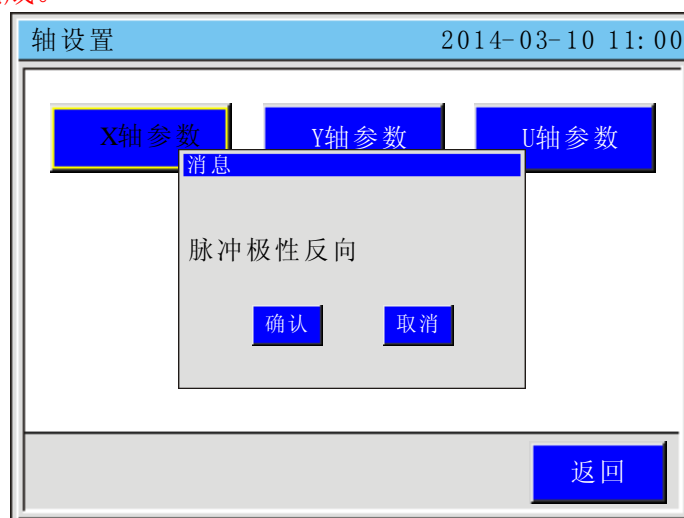 成。
轴设置 2014-03-10 11:00
X轴参数 Y轴参数 U轴参数
消息
脉冲极性反向
确认 取消
返回